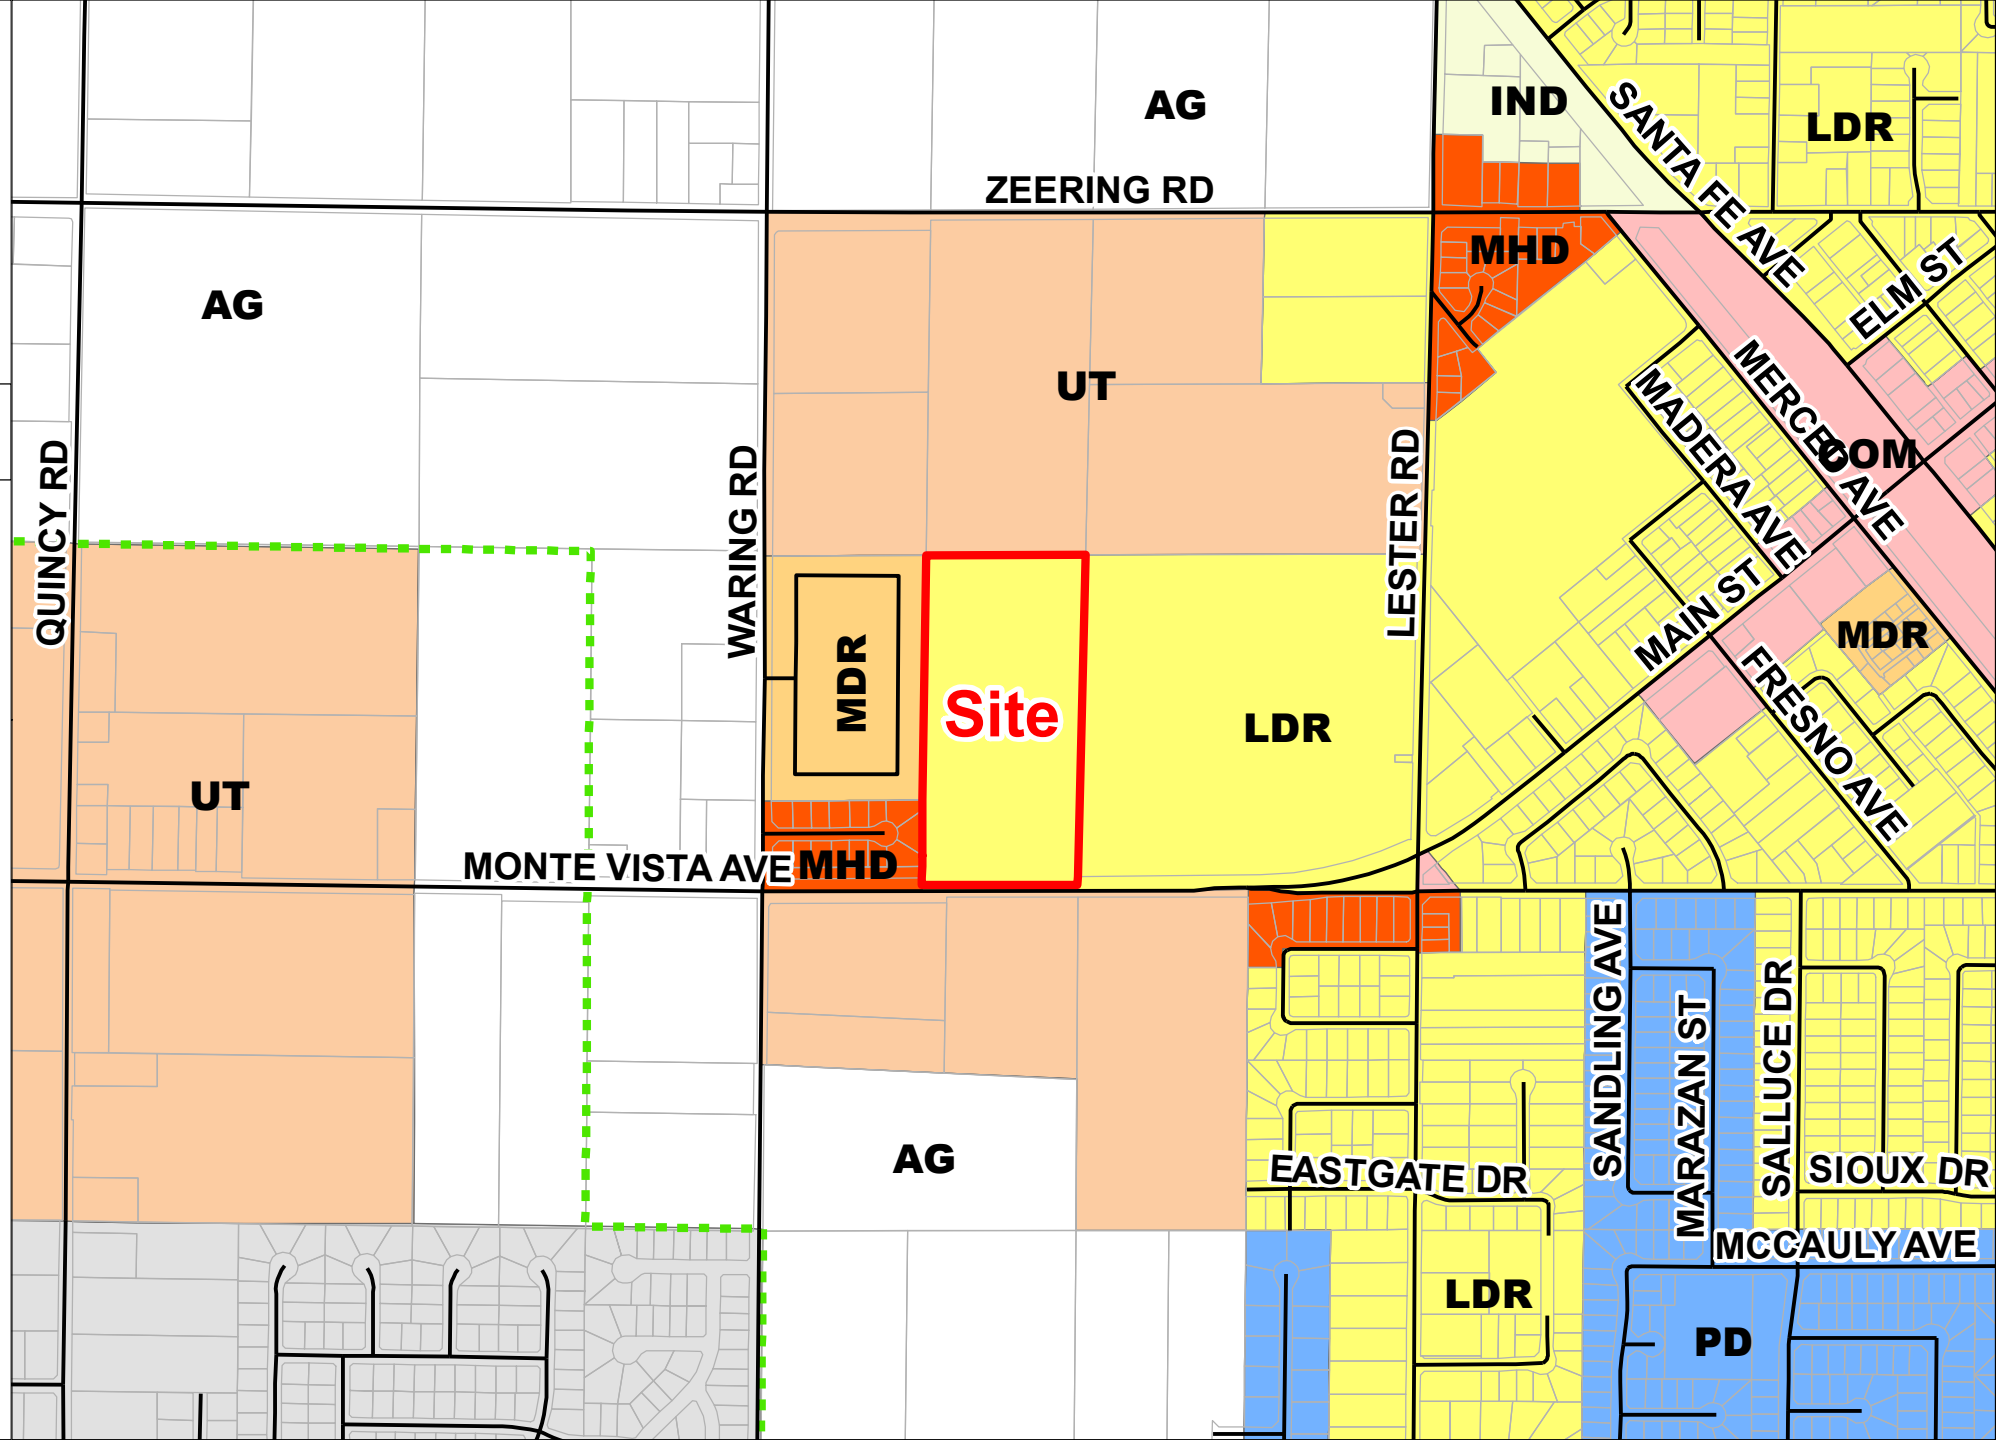 AG
IND
SANTA FE AVE
LDR
ZEERING RD
MHD
ELM ST
AG
UT
MERCED AVE
MADERA AVE
COM
QUINCY RD
WARING RD
LESTER RD
MAIN ST
MDR
MDR
Site
LDR
FRESNO AVE
UT
MONTE VISTA AVE
MHD
SANDLING AVE
MARAZAN ST
SALLUCE DR
AG
EASTGATE DR
SIOUX DR
MCCAULY AVE
LDR
PD